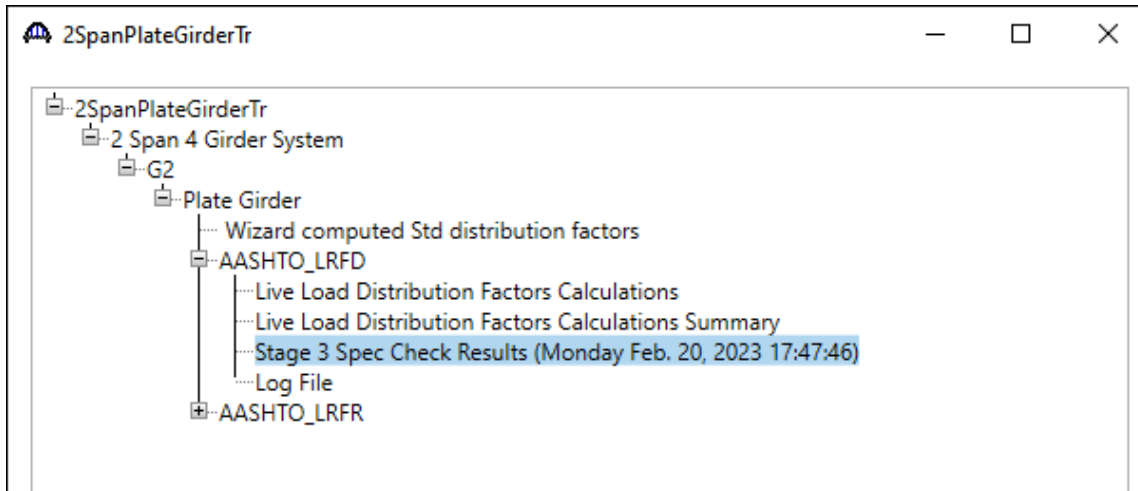 2SpanPlateGirderTr
2SpanPlateGirderTr
2 Span 4 Girder System
G2
Plate Girder
Wizard computed Std distribution factors
AASHTO_LRFD
Live Load Distribution Factors Calculations
Live Load Distribution Factors Calculations Summary
Stage 3 Spec Check Results (Monday Feb. 20, 2023 17:47:46)
Log File
AASHTO_LRFR